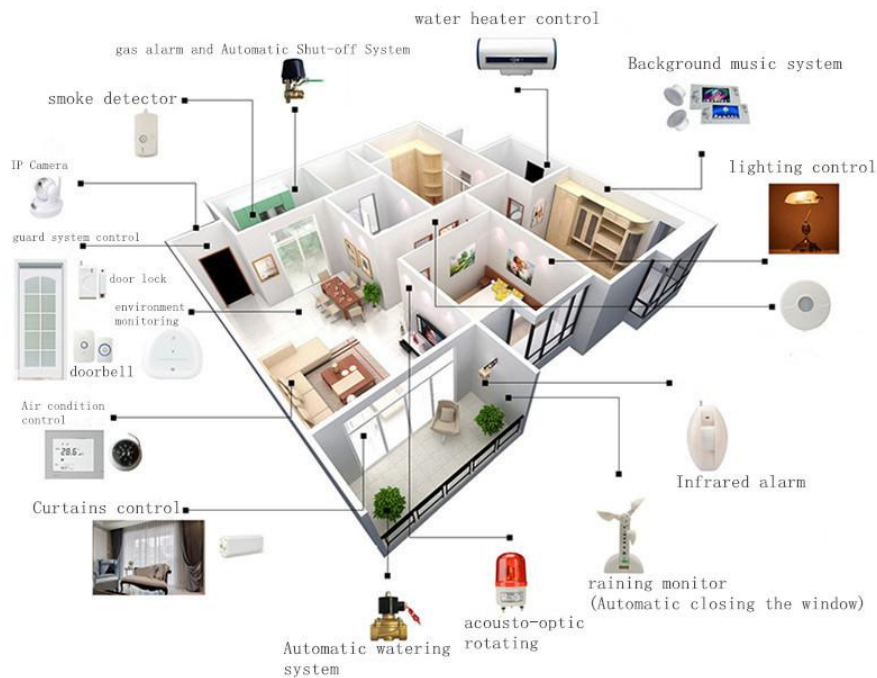 water heater control
gas alarm and Automatic Shut-off System
Background music system
smoke detector
IP Camera
lighting control
guard system control
door lock
environment
monitoring
doorbell
Air condition
control
28.6
Curtains control
Infrared alarm
raining monitor
(Automatic closing the window)
acousto-optic
rotating
Automatic watering
system